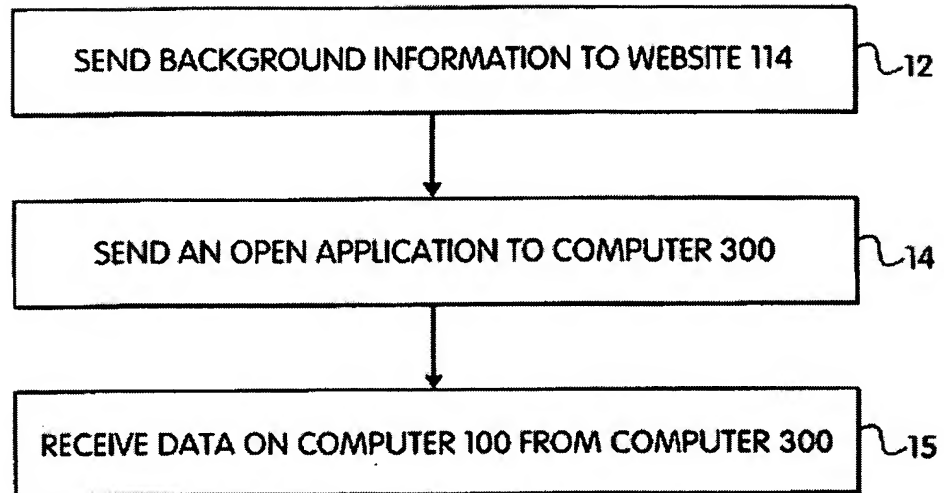 SEND BACKGROUND INFORMATION TO WEBSITE 114
12
SEND AN OPEN APPLICATION TO COMPUTER 300
14
RECEIVE DATA ON COMPUTER 100 FROM COMPUTER 300
15